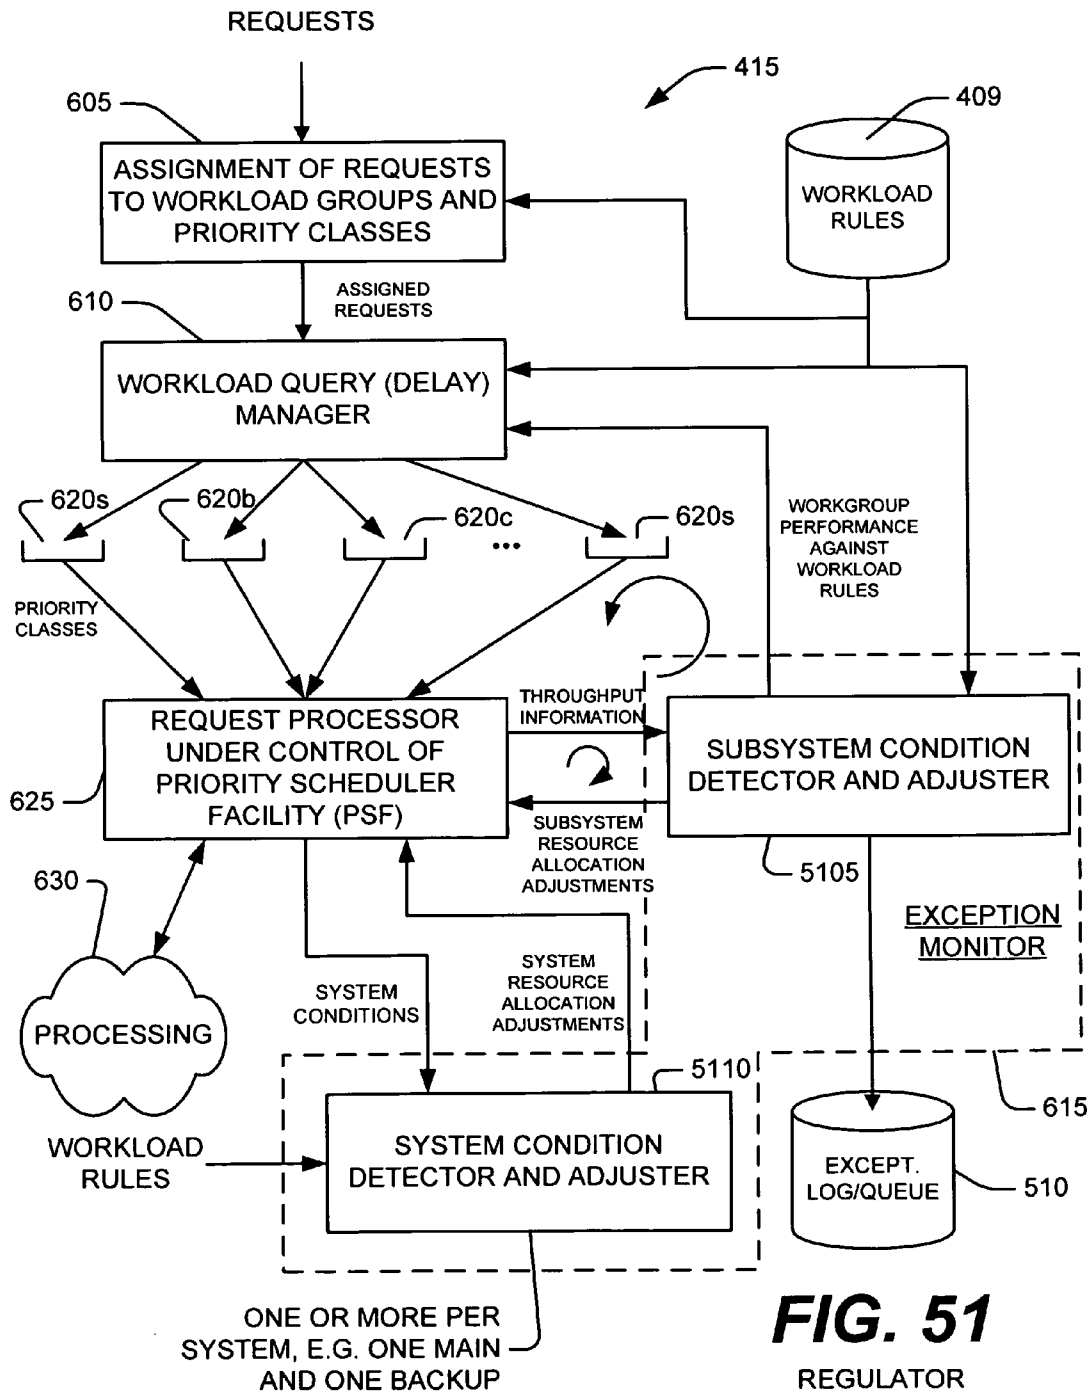 REQUESTS
415
605
409
ASSIGNMENT OF REQUESTS
TO WORKLOAD GROUPS AND
PRIORITY CLASSES
WORKLOAD
RULES
ASSIGNED
REQUESTS
610
WORKLOAD QUERY (DELAY)
MANAGER
620s
620b
620c
...
620s
WORKGROUP
PERFORMANCE
AGAINST
WORKLOAD
RULES
PRIORITY
CLASSES
REQUEST PROCESSOR
UNDER CONTROL OF
PRIORITY SCHEDULER
FACILITY (PSF)
625
THROUGHPUT
INFORMATION
SUBSYSTEM CONDITION
DETECTOR AND ADJUSTER
SUBSYSTEM
RESOURCE
ALLOCATION
ADJUSTMENTS
5105
630
EXCEPTION
MONITOR
PROCESSING
SYSTEM
CONDITIONS
SYSTEM
RESOURCE
ALLOCATION
ADJUSTMENTS
5110
615
WORKLOAD
RULES
SYSTEM CONDITION
DETECTOR AND ADJUSTER
EXCEPT.
LOG/QUEUE
510
ONE OR MORE PER
SYSTEM, E.G. ONE MAIN
AND ONE BACKUP
FIG. 51
REGULATOR